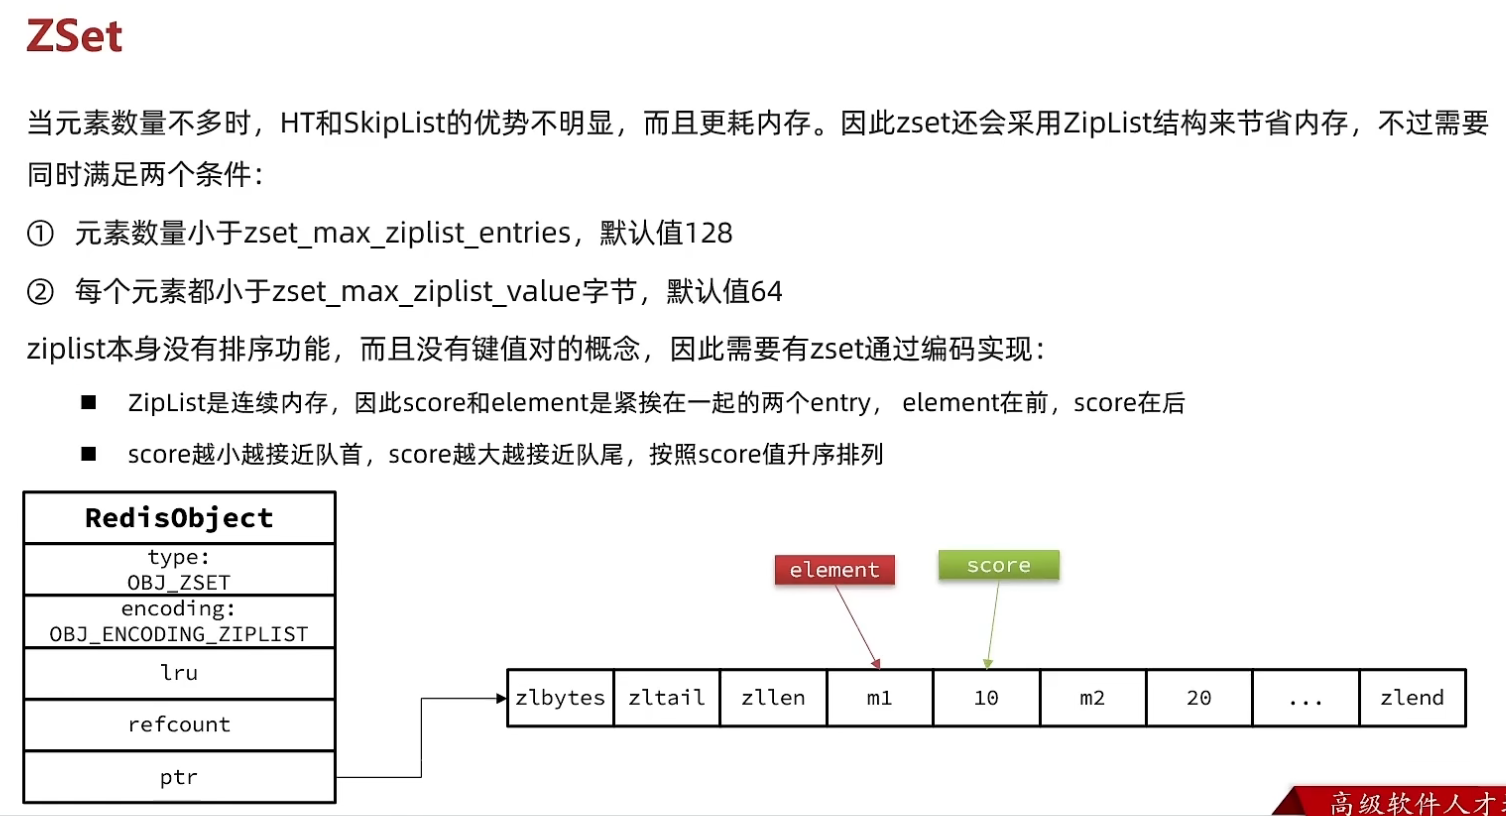 ZSet
当元素数量不多时，HT和SkipList的优势不明显，而且更耗内存。因此zset还会采用ZipList结构来节省内存，不过需要
同时满足两个条件：
① 元素数量小于zset_max_ziplist_entries，默认值128
② 每个元素都小于zset_max_ziplist_value字节，默认值64
ziplist本身没有排序功能，而且没有键值对的概念，因此需要有zset通过编码实现：
■ ZipList是连续内存，因此score和element是紧挨在一起的两个entry， element在前，score在后
■ score越小越接近队首，score越大越接近队尾，按照score值升序排列
RedisObject
type:
OBJ_ZSET
encoding:
OBJ_ENCODING_ZIPLIST
lru
refcount
ptr
element
score
zlbytes zltail zllen m1 10 m2 20 ... zlend
高级软件人才